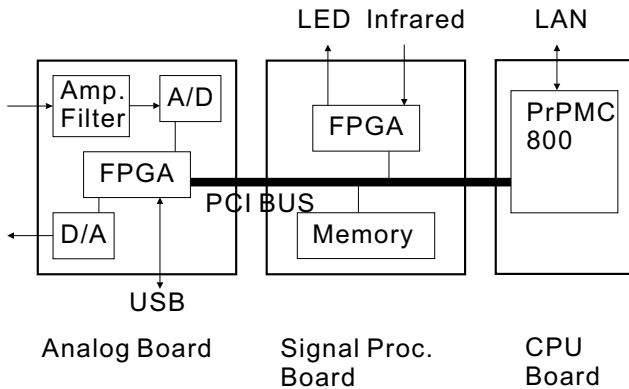 LED Infrared LAN
Amp.
Filter
A/D
FPGA
D/A
USB
PCI BUS
FPGA
Memory
PrPMC
800
Analog Board
Signal Proc.
Board
CPU
Board